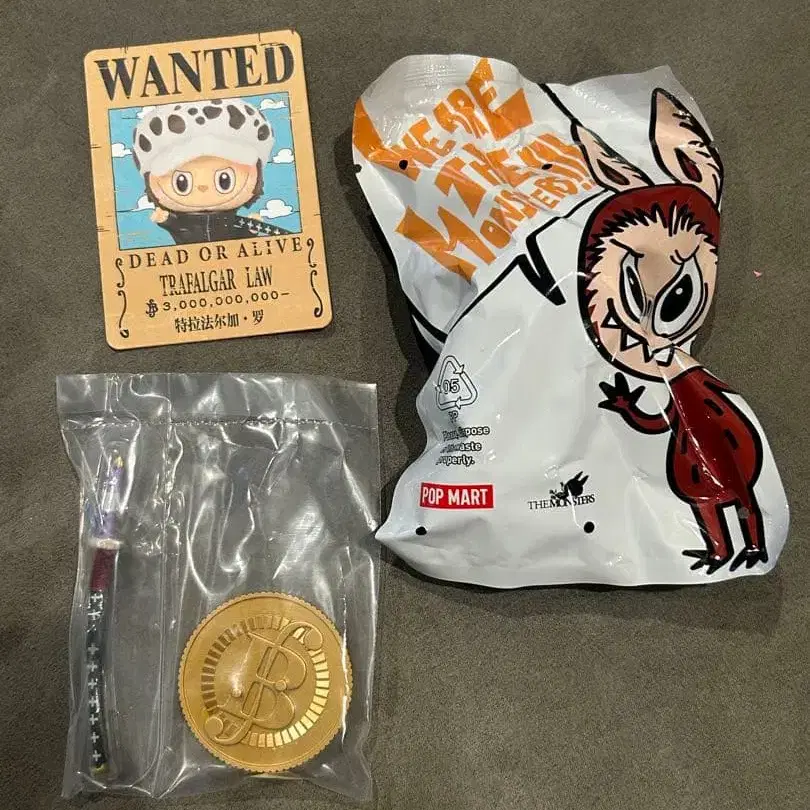 WANTED
DEAD OR ALIVE
TRAFALGAR LAW
฿3,000,000,000-
特拉法尔加·罗
WE ARE
THE
MONSTERS!!
05
PP
POP MART
THE MONSTERS